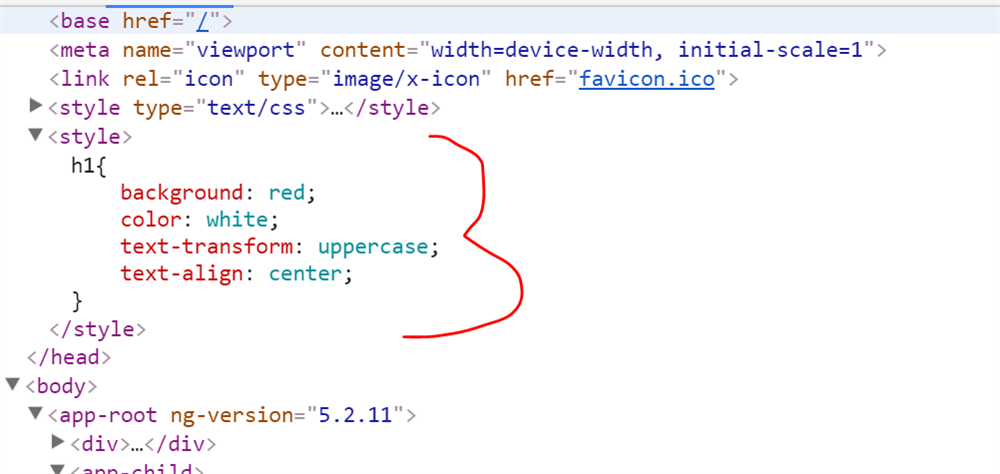 <base href="/">
<meta name="viewport" content="width=device-width, initial-scale=1">
<link rel="icon" type="image/x-icon" href="favicon.ico">
<style type="text/css">…</style>
<style>
h1{
background: red;
color: white;
text-transform: uppercase;
text-align: center;
}
</style>
</head>
<body>
<app-root ng-version="5.2.11">
<div>…</div>
<app-child>